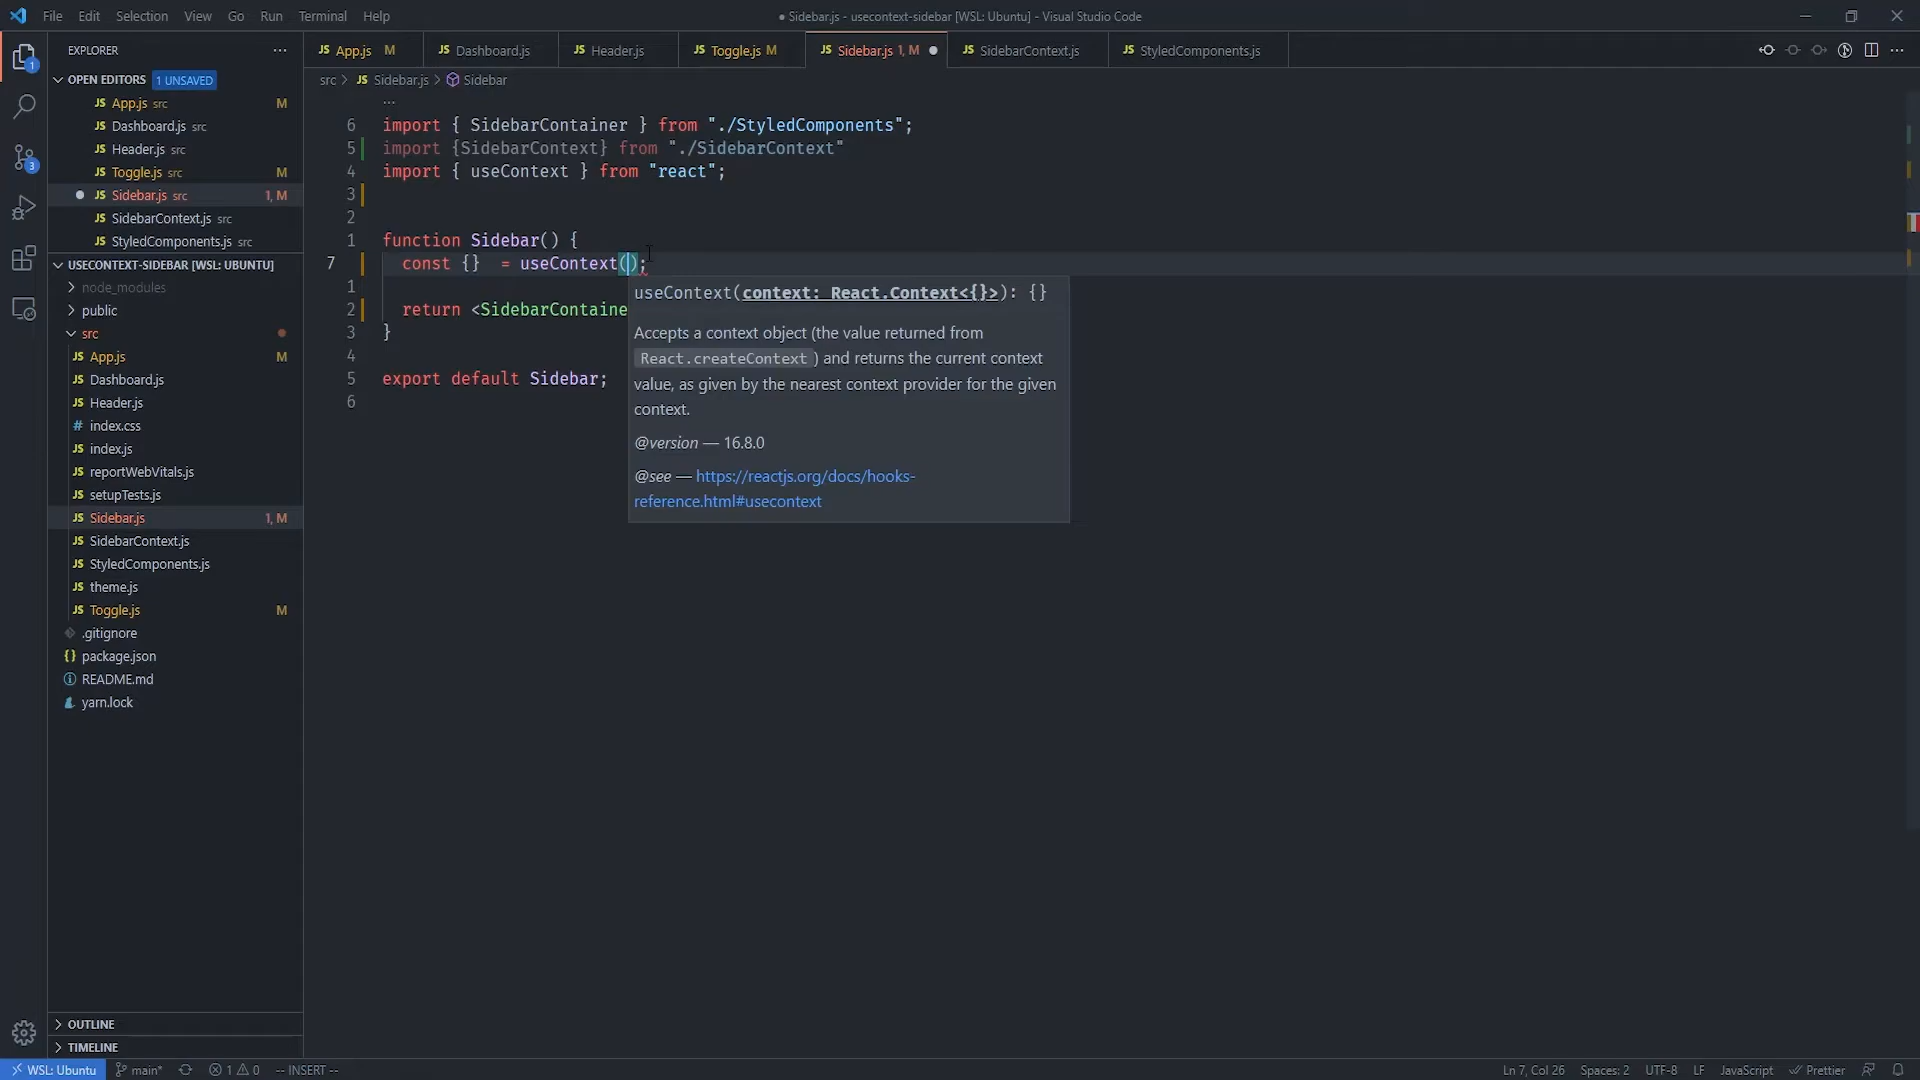 File Edit Selection View Go Run Terminal Help
● Sidebar.js - usecontext-sidebar [WSL: Ubuntu] - Visual Studio Code
EXPLORER
OPEN EDITORS 1 UNSAVED
JS App.js src M
JS Dashboard.js src
JS Header.js src
JS Toggle.js src M
JS Sidebar.js src 1, M
JS SidebarContext.js src
JS StyledComponents.js src
USECONTEXT-SIDEBAR [WSL: UBUNTU]
node_modules
public
src
JS App.js M
JS Dashboard.js
JS Header.js
# index.css
JS index.js
JS reportWebVitals.js
JS setupTests.js
JS Sidebar.js 1, M
JS SidebarContext.js
JS StyledComponents.js
JS theme.js
JS Toggle.js M
.gitignore
{} package.json
README.md
yarn.lock
OUTLINE
TIMELINE
JS App.js M JS Dashboard.js JS Header.js JS Toggle.js M JS Sidebar.js 1, M JS SidebarContext.js JS StyledComponents.js
src > JS Sidebar.js > Sidebar
...
6 import { SidebarContainer } from "./StyledComponents";
5 import {SidebarContext} from "./SidebarContext"
4 import { useContext } from "react";
3
2
1 function Sidebar() {
7 const {}  = useContext();
1
2 return <SidebarContaine
3 }
4
5 export default Sidebar;
6
useContext(context: React.Context<{}>): {}
Accepts a context object (the value returned from
React.createContext) and returns the current context
value, as given by the nearest context provider for the given
context.
@version — 16.8.0
@see — https://reactjs.org/docs/hooks-
reference.html#usecontext
1
3
WSL: Ubuntu main* 1 0 -- INSERT -- Ln 7, Col 26 Spaces: 2 UTF-8 LF JavaScript Prettier